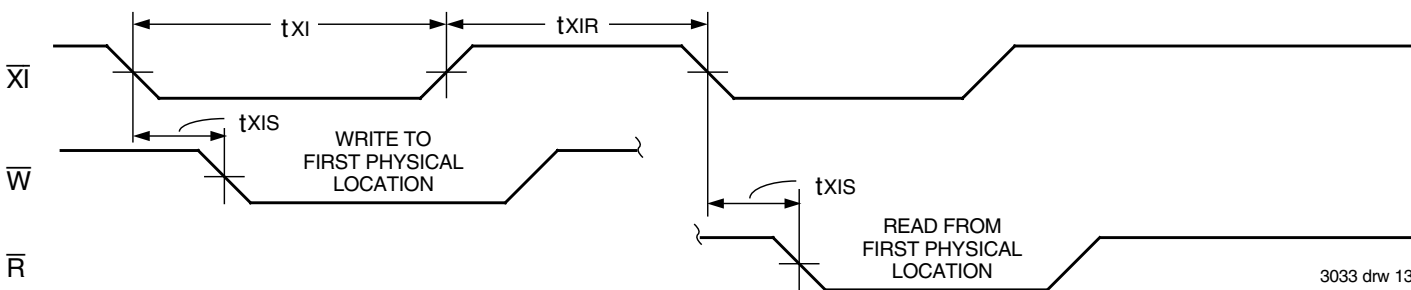 tXI
tXIR
XI
tXIS
WRITE TO
FIRST PHYSICAL
LOCATION
W
tXIS
READ FROM
FIRST PHYSICAL
LOCATION
R
3033 drw 13